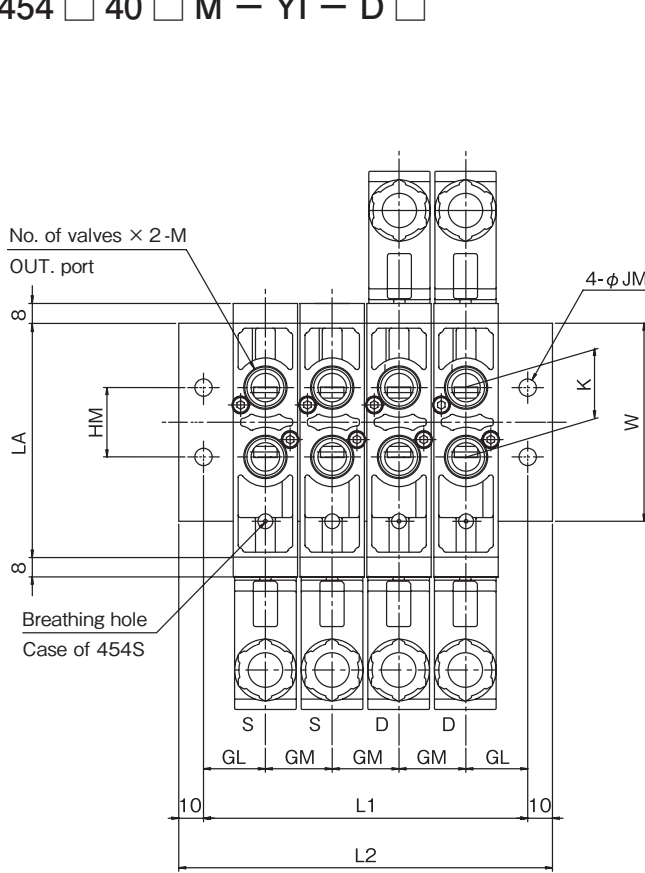 454 □ 40 □ M － YT － D □
No. of valves × 2-M
OUT. port
4-φJM
8
K
HM
LA
W
8
Breathing hole
Case of 454S
S S D D
GL GM GM GM GL
10 L1 10
L2